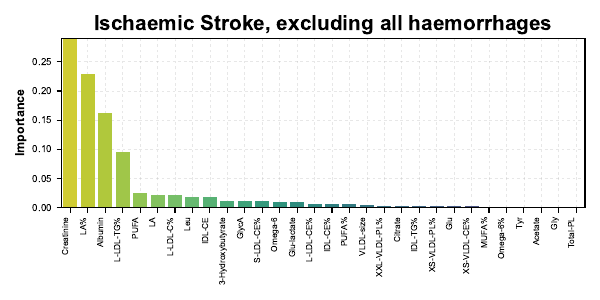 Ischaemic Stroke, excluding all haemorrhages
Importance
0.25
0.20
0.15
0.10
0.05
0.00
Creatinine
LA%
Albumin
L-LDL-TG%
PUFA
LA
L-LDL-C%
Leu
IDL-CE
3-Hydroxybutyrate
GlycA
S-LDL-CE%
Omega-6
Glu-lactate
L-LDL-CE%
IDL-CE%
PUFA%
VLDL-size
XXL-VLDL-PL%
Citrate
IDL-TG%
XS-VLDL-PL%
Glu
XS-VLDL-CE%
MUFA%
Omega-6%
Tyr
Acetate
Gly
Total-PL